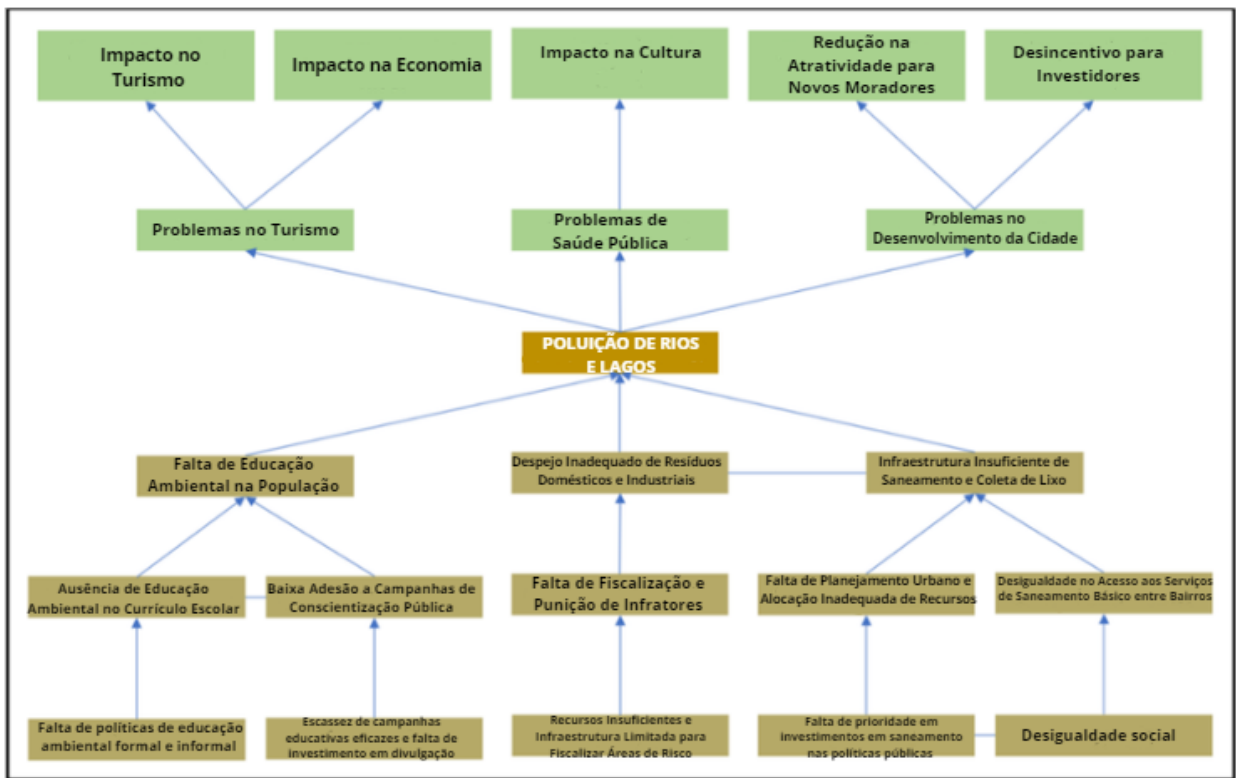 Impacto no
Turismo
Impacto na Economia
Impacto na Cultura
Redução na
Atratividade para
Novos Moradores
Desincentivo para
Investidores
Problemas no Turismo
Problemas de
Saúde Pública
Problemas no
Desenvolvimento da Cidade
POLUIÇÃO DE RIOS
E LAGOS
Falta de Educação
Ambiental na População
Despejo Inadequado de Resíduos
Domésticos e Industriais
Infraestrutura Insuficiente de
Saneamento e Coleta de Lixo
Ausência de Educação
Ambiental no Currículo Escolar
Baixa Adesão a Campanhas de
Conscientização Pública
Falta de Fiscalização e
Punição de Infratores
Falta de Planejamento Urbano e
Alocação Inadequada de Recursos
Desigualdade no Acesso aos Serviços
de Saneamento Básico entre Bairros
Falta de políticas de educação
ambiental formal e informal
Escassez de campanhas
educativas eficazes e falta de
investimento em divulgação
Recursos Insuficientes e
Infraestrutura Limitada para
Fiscalizar Áreas de Risco
Falta de prioridade em
investimentos em saneamento
nas políticas públicas
Desigualdade social